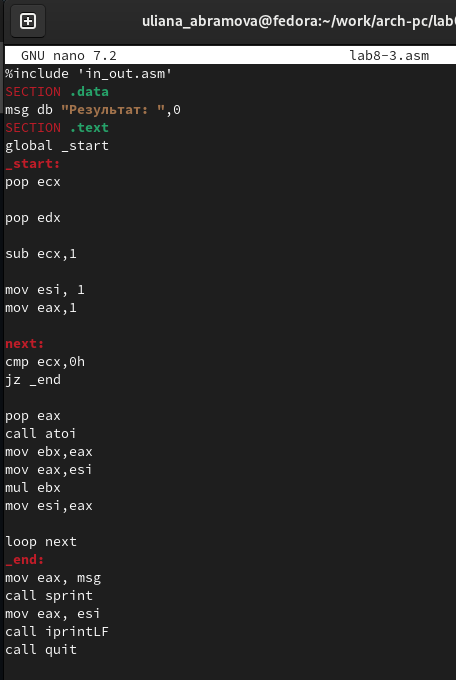 uliana_abramova@fedora:~/work/arch-pc/lab
GNU nano 7.2 lab8-3.asm
%include 'in_out.asm'
SECTION .data
msg db "Результат: ",0
SECTION .text
global _start
_start:
pop ecx
pop edx
sub ecx,1
mov esi, 1
mov eax,1
next:
cmp ecx,0h
jz _end
pop eax
call atoi
mov ebx,eax
mov eax,esi
mul ebx
mov esi,eax
loop next
_end:
mov eax, msg
call sprint
mov eax, esi
call iprintLF
call quit